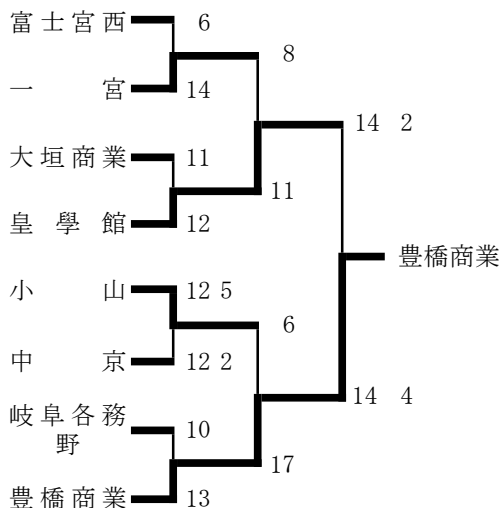 富士宮西 6
8
一宮 14
14 2
大垣商業 11
11
皇學館 12
豊橋商業
小山 12 5
6
中京 12 2
14 4
岐阜各務
野 10
17
豊橋商業 13